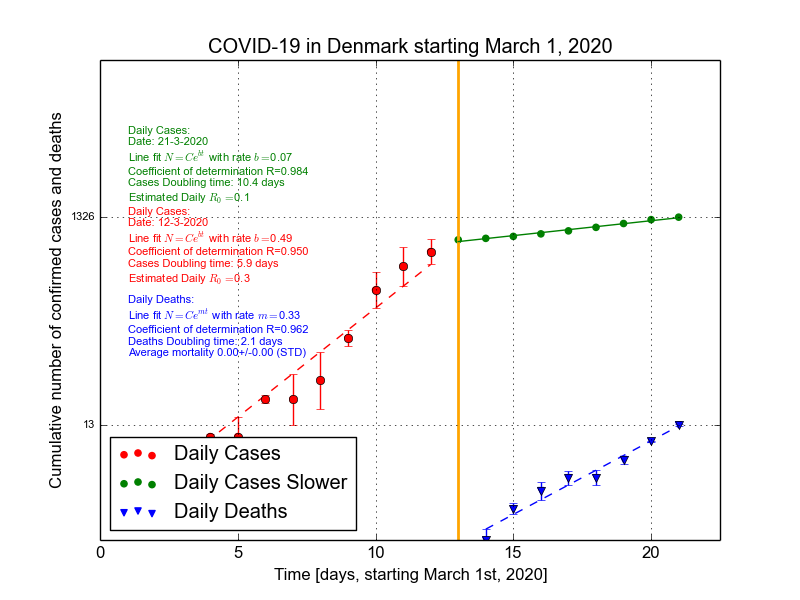 COVID-19 in Denmark starting March 1, 2020
Cumulative number of confirmed cases and deaths
Daily Cases:
Date: 21-3-2020
Line fit N=Ce^{bt} with rate b=0.07
Coefficient of determination R=0.984
Cases Doubling time: 10.4 days
Estimated Daily R_0=0.1
1326
Daily Cases:
Date: 12-3-2020
Line fit N=Ce^{bt} with rate b=0.49
Coefficient of determination R=0.950
Cases Doubling time: 5.9 days
Estimated Daily R_0=0.3
Daily Deaths:
Line fit N=Ce^{mt} with rate m=0.33
Coefficient of determination R=0.962
Deaths Doubling time: 2.1 days
Average mortality 0.00+/-0.00 (STD)
13
Daily Cases
Daily Cases Slower
Daily Deaths
0 5 10 15 20
Time [days, starting March 1st, 2020]